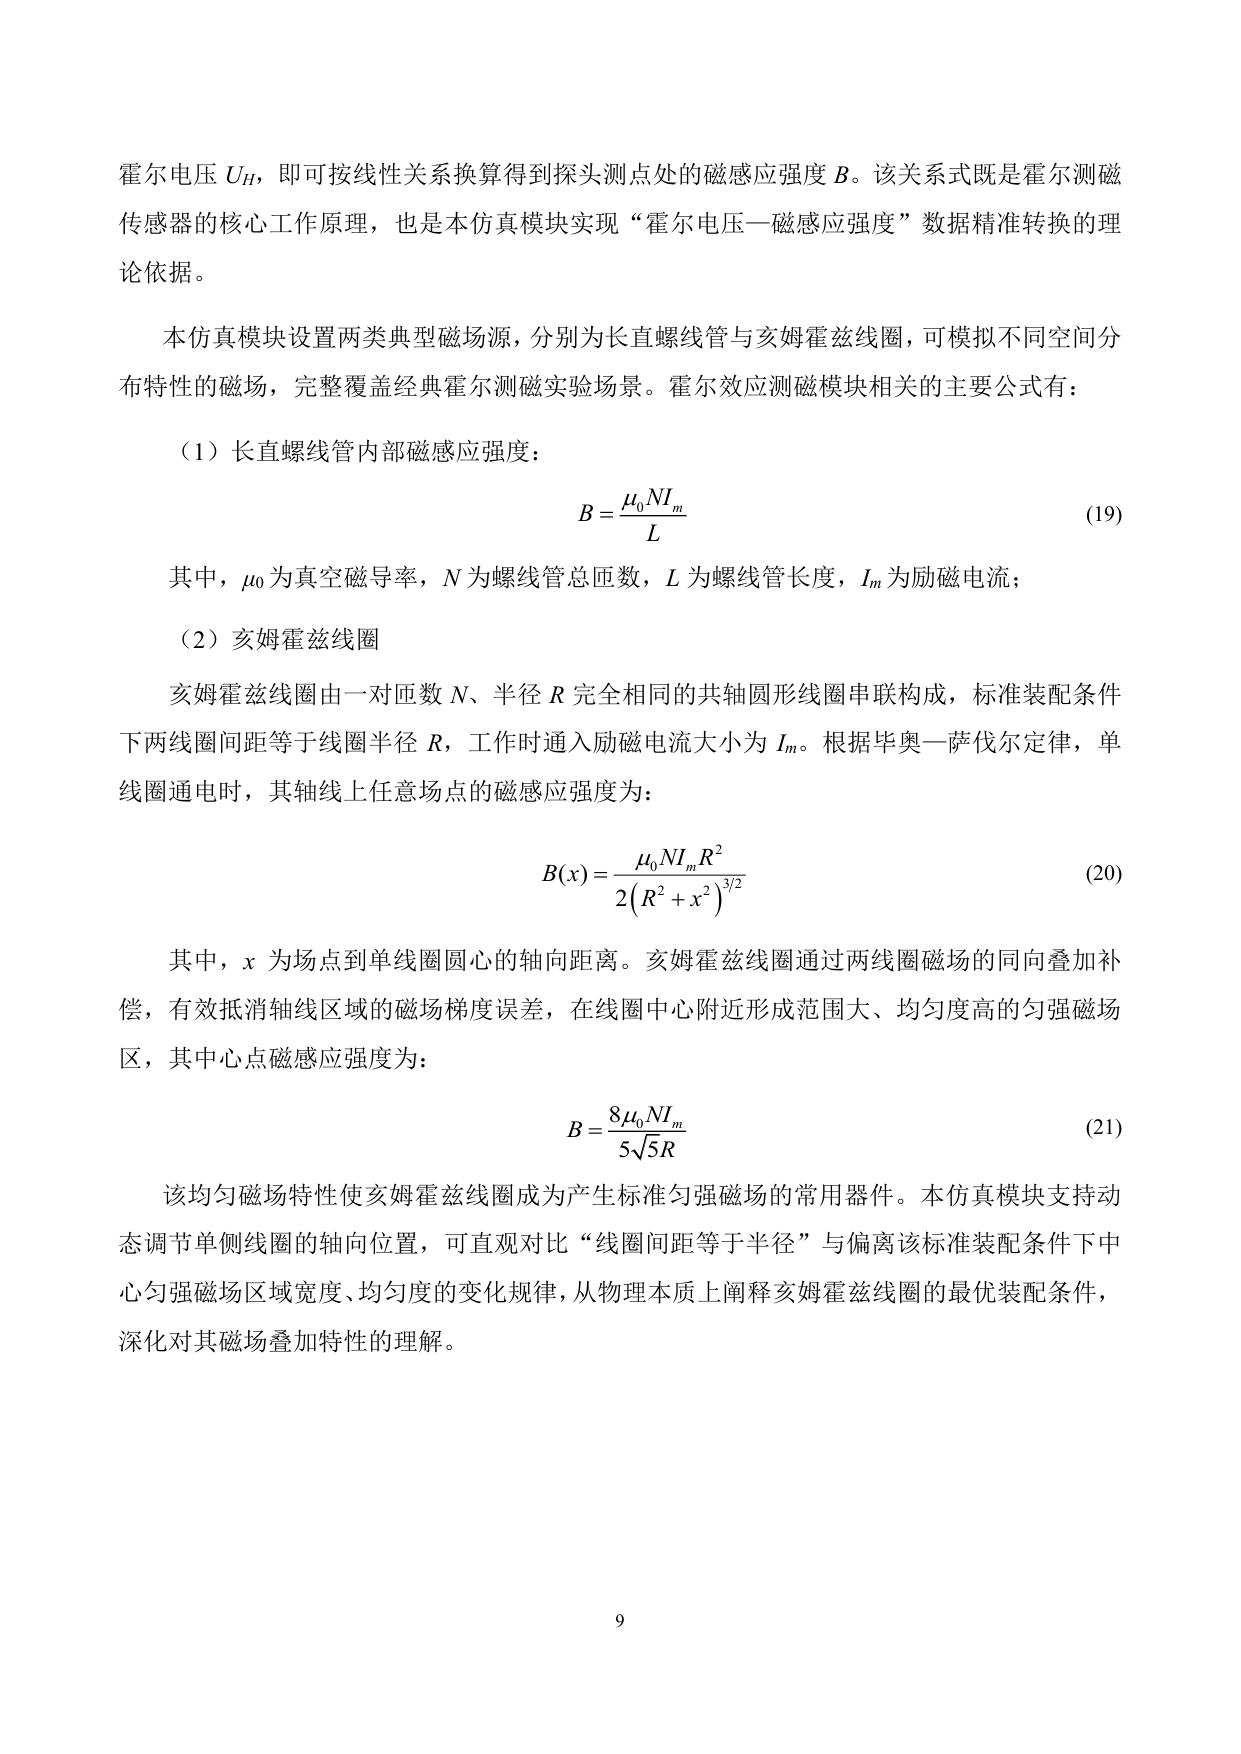 霍尔电压 U_H，即可按线性关系换算得到探头测点处的磁感应强度 B。该关系式既是霍尔测磁
传感器的核心工作原理，也是本仿真模块实现“霍尔电压—磁感应强度”数据精准转换的理
论依据。
本仿真模块设置两类典型磁场源，分别为长直螺线管与亥姆霍兹线圈，可模拟不同空间分
布特性的磁场，完整覆盖经典霍尔测磁实验场景。霍尔效应测磁模块相关的主要公式有：
（1）长直螺线管内部磁感应强度：
B = μ₀NI_m / L (19)
其中，μ₀ 为真空磁导率，N 为螺线管总匝数，L 为螺线管长度，I_m 为励磁电流；
（2）亥姆霍兹线圈
亥姆霍兹线圈由一对匝数 N、半径 R 完全相同的共轴圆形线圈串联构成，标准装配条件
下两线圈间距等于线圈半径 R，工作时通入励磁电流大小为 I_m。根据毕奥—萨伐尔定律，单
线圈通电时，其轴线上任意场点的磁感应强度为：
B(x) = μ₀NI_mR² / 2(R² + x²)^{3/2} (20)
其中，x 为场点到单线圈圆心的轴向距离。亥姆霍兹线圈通过两线圈磁场的同向叠加补
偿，有效抵消轴线区域的磁场梯度误差，在线圈中心附近形成范围大、均匀度高的匀强磁场
区，其中心点磁感应强度为：
B = 8μ₀NI_m / 5√5R (21)
该均匀磁场特性使亥姆霍兹线圈成为产生标准匀强磁场的常用器件。本仿真模块支持动
态调节单侧线圈的轴向位置，可直观对比“线圈间距等于半径”与偏离该标准装配条件下中
心匀强磁场区域宽度、均匀度的变化规律，从物理本质上阐释亥姆霍兹线圈的最优装配条件，
深化对其磁场叠加特性的理解。
9